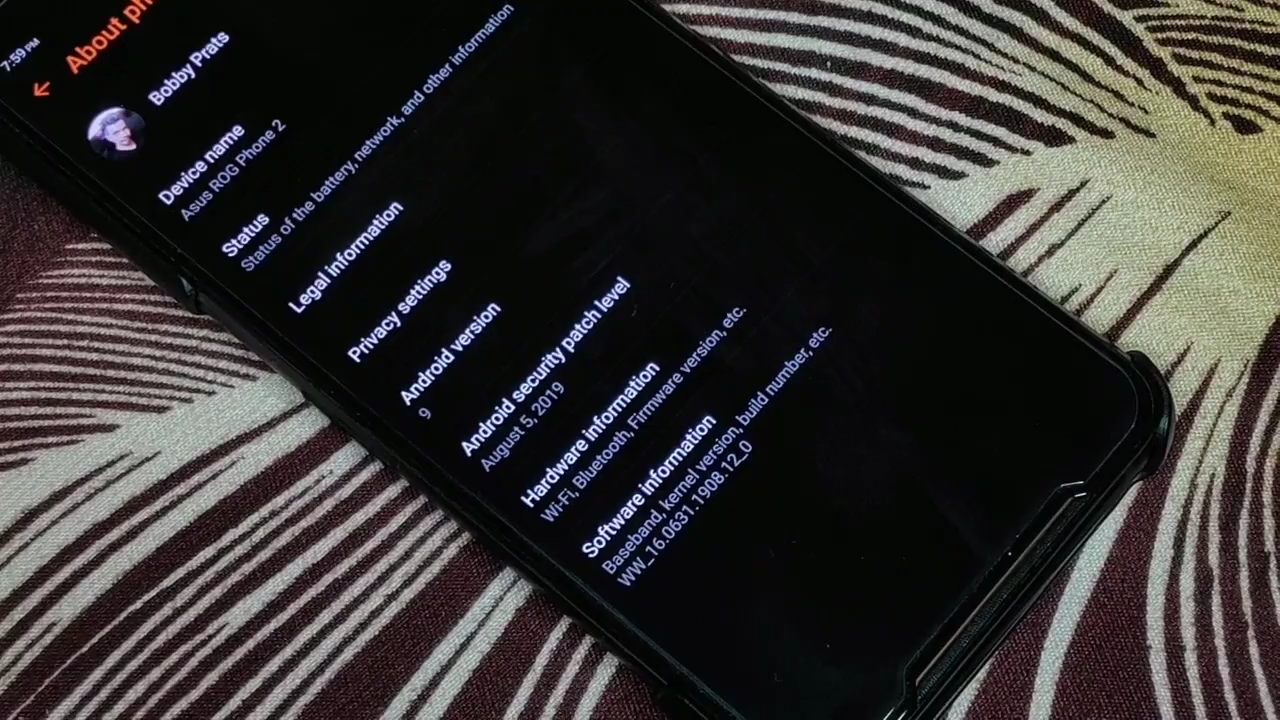 7:59 PM
About ph
Bobby Prats
Device name
Asus ROG Phone 2
Status
Status of the battery, network, and other information
Legal information
Privacy settings
Android version
9
Android security patch level
August 5, 2019
Hardware information
Wi-Fi, Bluetooth, Firmware version, etc.
Software information
Baseband, kernel version, build number, etc.
WW_16.0631.1908.12_0